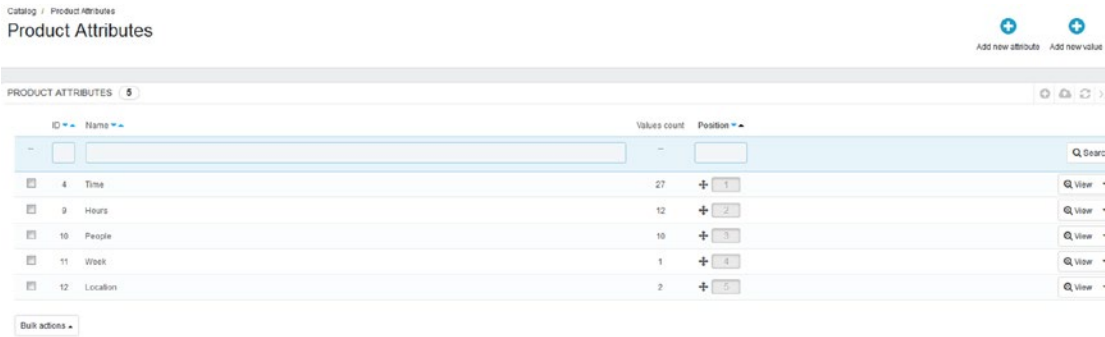 Catalog / Product Attributes
Product Attributes
Add new attribute Add new value
PRODUCT ATTRIBUTES 5
ID Name Values count Position
-- --
Searc
4 Time 27 1 View
9 Hours 12 2 View
10 People 10 3 View
11 Week 1 4 View
12 Location 2 5 View
Bulk actions